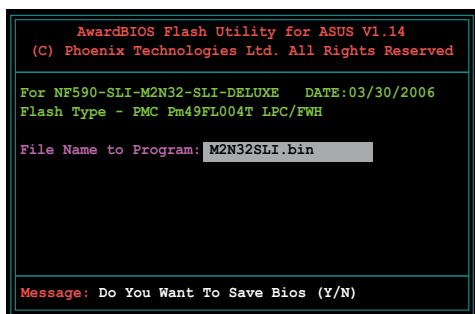 AwardBIOS Flash Utility for ASUS V1.14
(C) Phoenix Technologies Ltd. All Rights Reserved
For NF590-SLI-M2N32-SLI-DELUXE DATE:03/30/2006
Flash Type - PMC Pm49FL004T LPC/FWH
File Name to Program: M2N32SLI.bin
Message: Do You Want To Save Bios (Y/N)